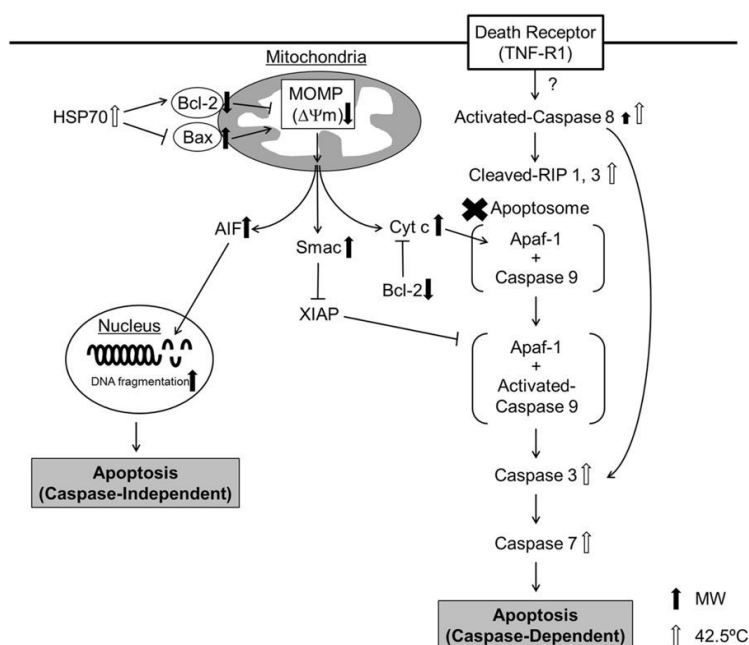 Death Receptor
(TNF-R1)
Mitochondria
MOMP
(ΔΨm)
HSP70
Bcl-2
Bax
?
Activated-Caspase 8
Cleaved-RIP 1, 3
Apoptosome
AIF
Smac
Cyt c
Apaf-1
+
Caspase 9
Bcl-2
XIAP
Nucleus
DNA fragmentation
Apaf-1
+
Activated-
Caspase 9
Apoptosis
(Caspase-Independent)
Caspase 3
Caspase 7
Apoptosis
(Caspase-Dependent)
MW
42.5ºC